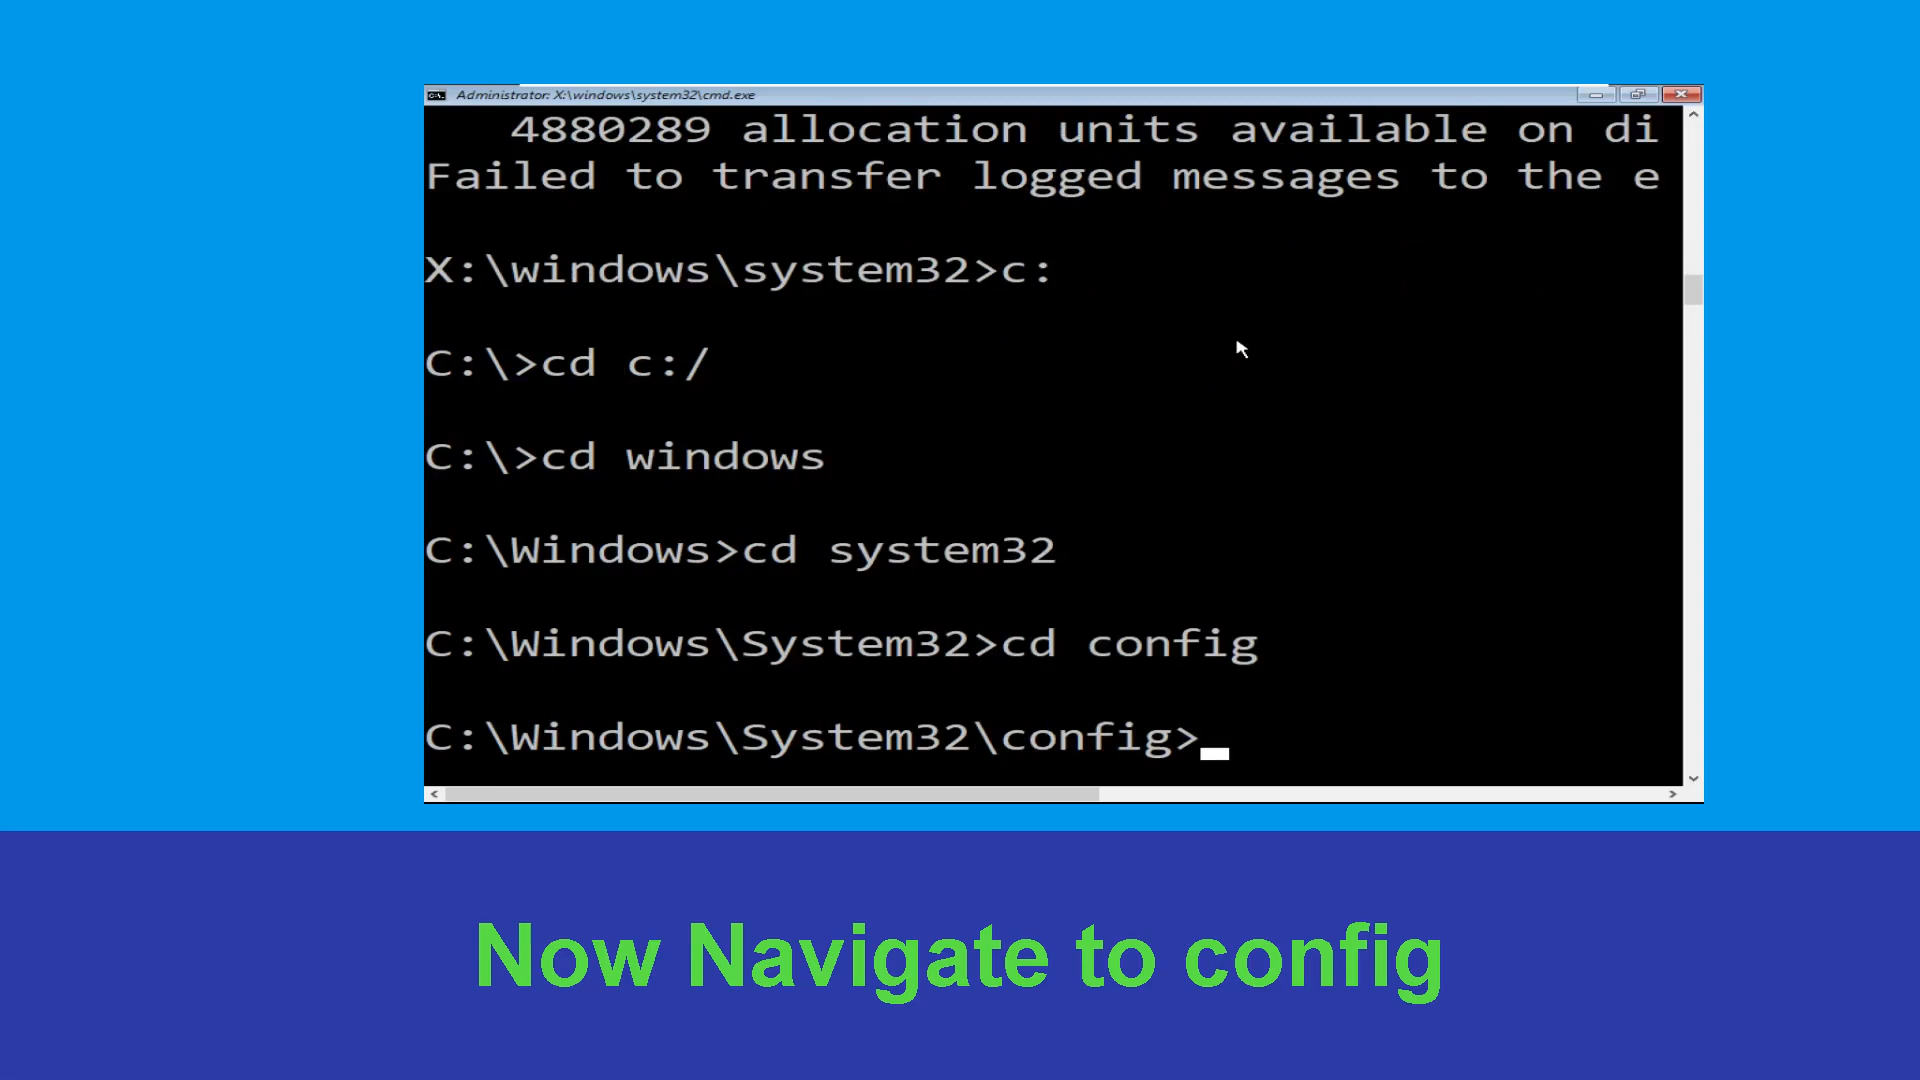 Administrator: X:\windows\system32\cmd.exe
4880289 allocation units available on di
Failed to transfer logged messages to the e
X:\windows\system32>c:
C:\>cd c:/
C:\>cd windows
C:\Windows>cd system32
C:\Windows\System32>cd config
C:\Windows\System32\config>
Now Navigate to config